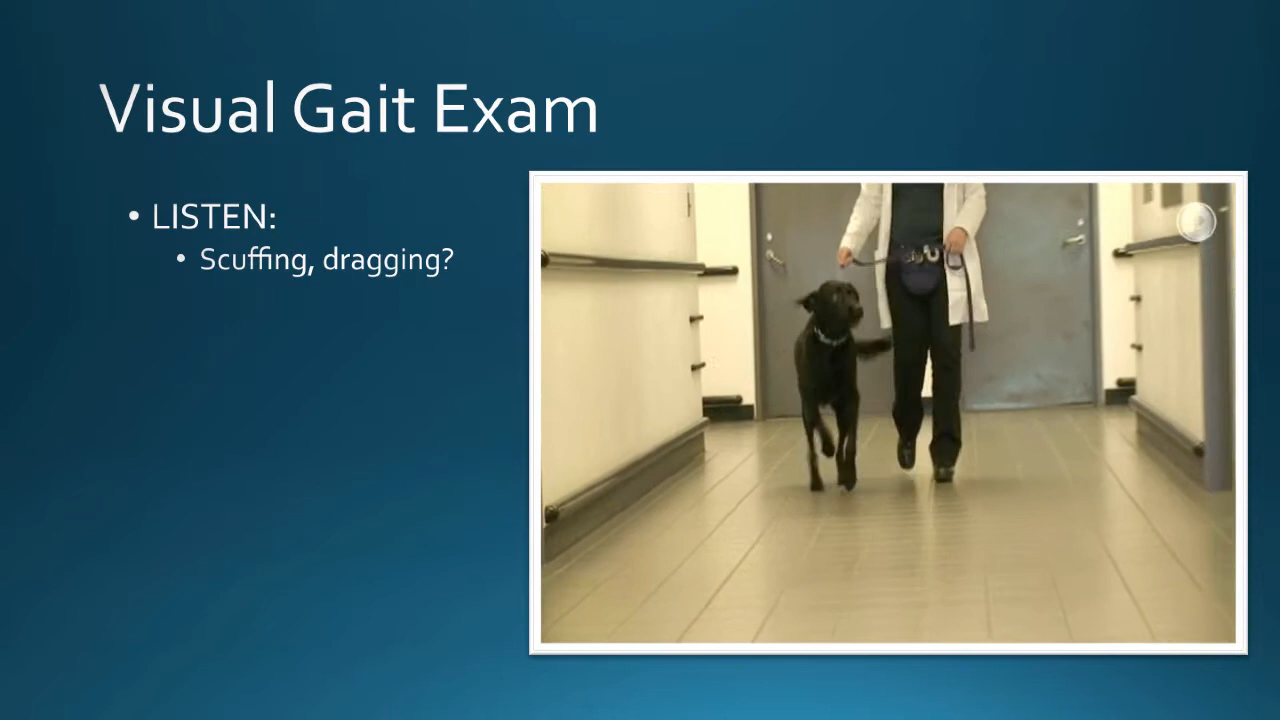 Visual Gait Exam
• LISTEN:
• Scuffing, dragging?